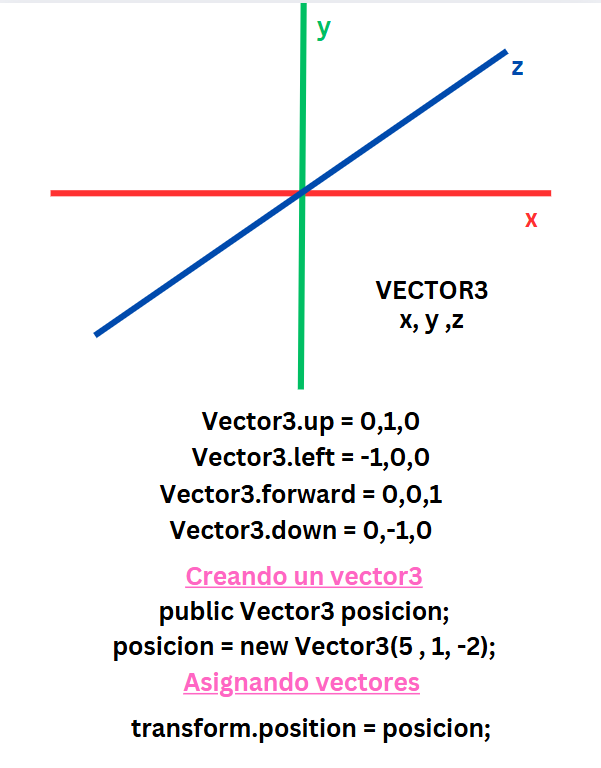 y
z
x
VECTOR3
x, y ,z
Vector3.up = 0,1,0
Vector3.left = -1,0,0
Vector3.forward = 0,0,1
Vector3.down = 0,-1,0
Creando un vector3
public Vector3 posicion;
posicion = new Vector3(5 , 1, -2);
Asignando vectores
transform.position = posicion;